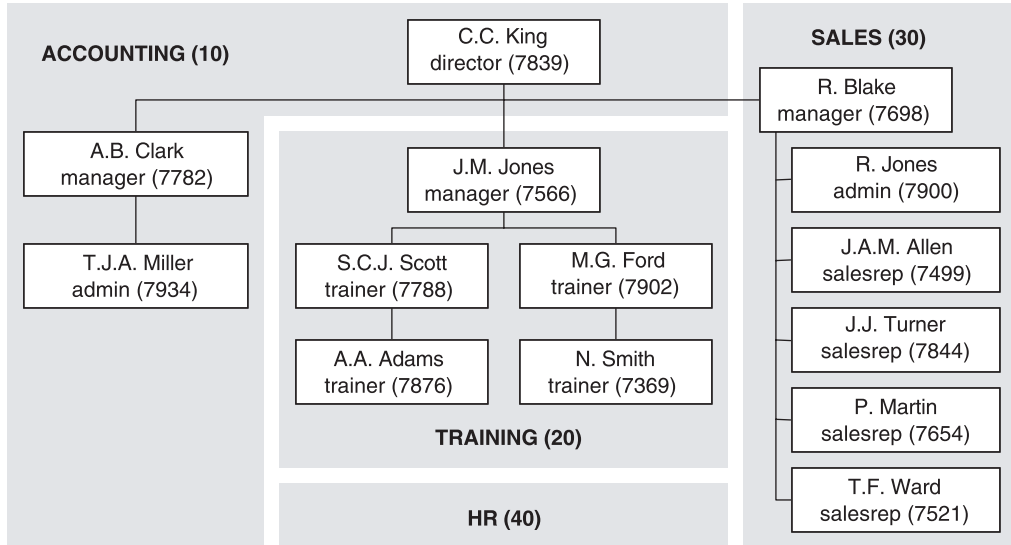 ACCOUNTING (10)
C.C. King
director (7839)
A.B. Clark
manager (7782)
T.J.A. Miller
admin (7934)
J.M. Jones
manager (7566)
S.C.J. Scott
trainer (7788)
M.G. Ford
trainer (7902)
A.A. Adams
trainer (7876)
N. Smith
trainer (7369)
TRAINING (20)
HR (40)
SALES (30)
R. Blake
manager (7698)
R. Jones
admin (7900)
J.A.M. Allen
salesrep (7499)
J.J. Turner
salesrep (7844)
P. Martin
salesrep (7654)
T.F. Ward
salesrep (7521)